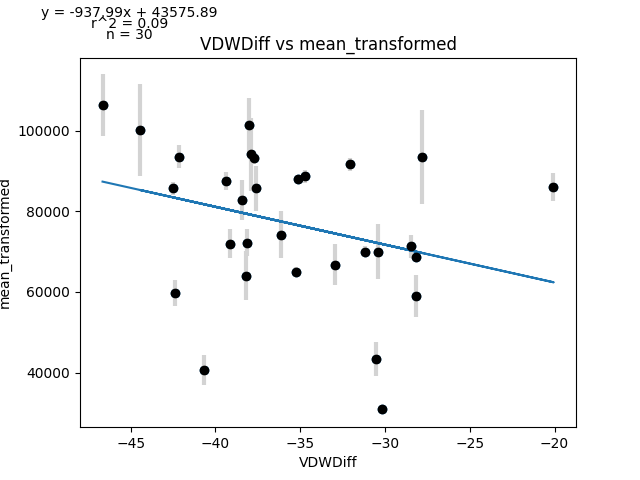 y = -937.99x + 43575.89
r^2 = 0.09
n = 30
VDWDiff vs mean_transformed
mean_transformed
100000
80000
60000
40000
−45
−40
−35
−30
−25
−20
VDWDiff